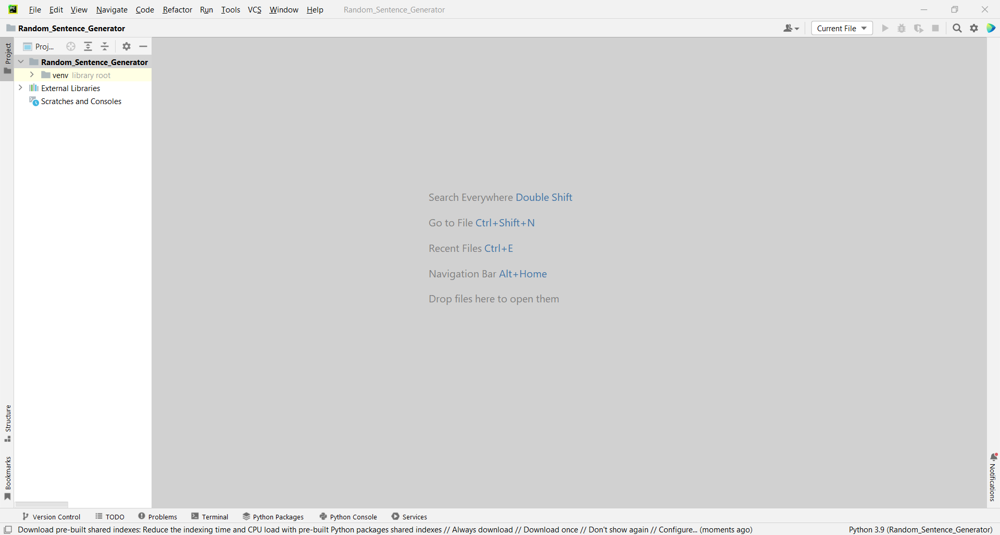 PC File Edit View Navigate Code Refactor Run Tools VCS Window Help Random_Sentence_Generator
Random_Sentence_Generator Current File
Project
Proj...
Random_Sentence_Generator
venv library root
External Libraries
Scratches and Consoles
Search Everywhere Double Shift
Go to File Ctrl+Shift+N
Recent Files Ctrl+E
Navigation Bar Alt+Home
Drop files here to open them
Structure
Bookmarks
Notifications
Version Control TODO Problems Terminal Python Packages Python Console Services
Download pre-built shared indexes: Reduce the indexing time and CPU load with pre-built Python packages shared indexes // Always download // Download once // Don't show again // Configure... (moments ago) Python 3.9 (Random_Sentence_Generator)